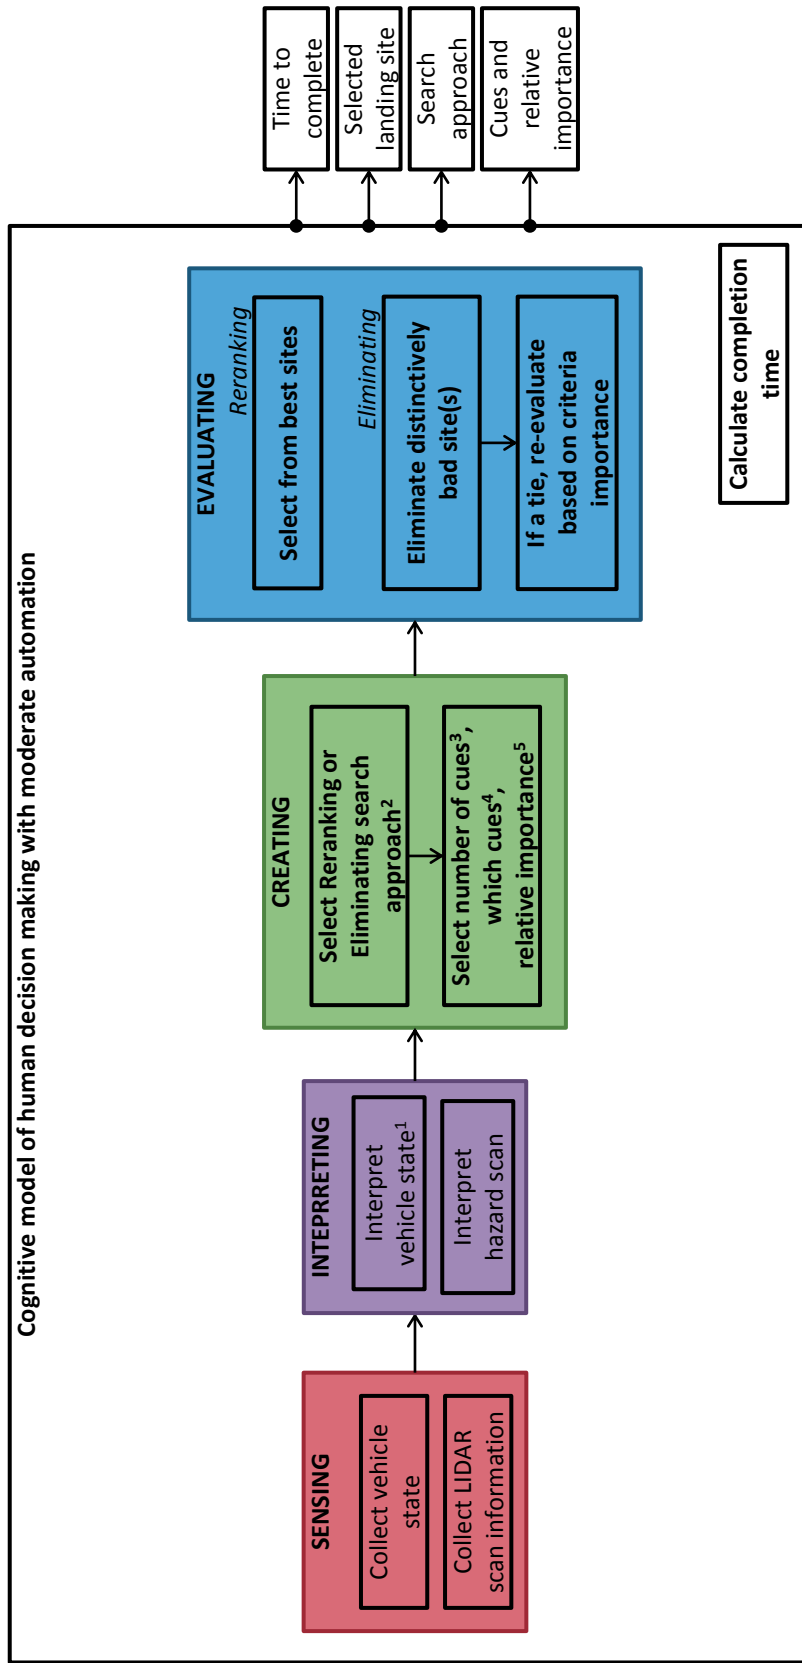 Cognitive model of human decision making with moderate automation
SENSING
Collect vehicle
state
Collect LIDAR
scan information
INTEPRRETING
Interpret
vehicle state¹
Interpret
hazard scan
CREATING
Select Reranking or
Eliminating search
approach²
Select number of cues³,
which cues⁴,
relative importance⁵
EVALUATING
Reranking
Select from best sites
Eliminating
Eliminate distinctively
bad site(s)
If a tie, re-evaluate
based on criteria
importance
Calculate completion
time
Time to
complete
Selected
landing site
Search
approach
Cues and
relative
importance